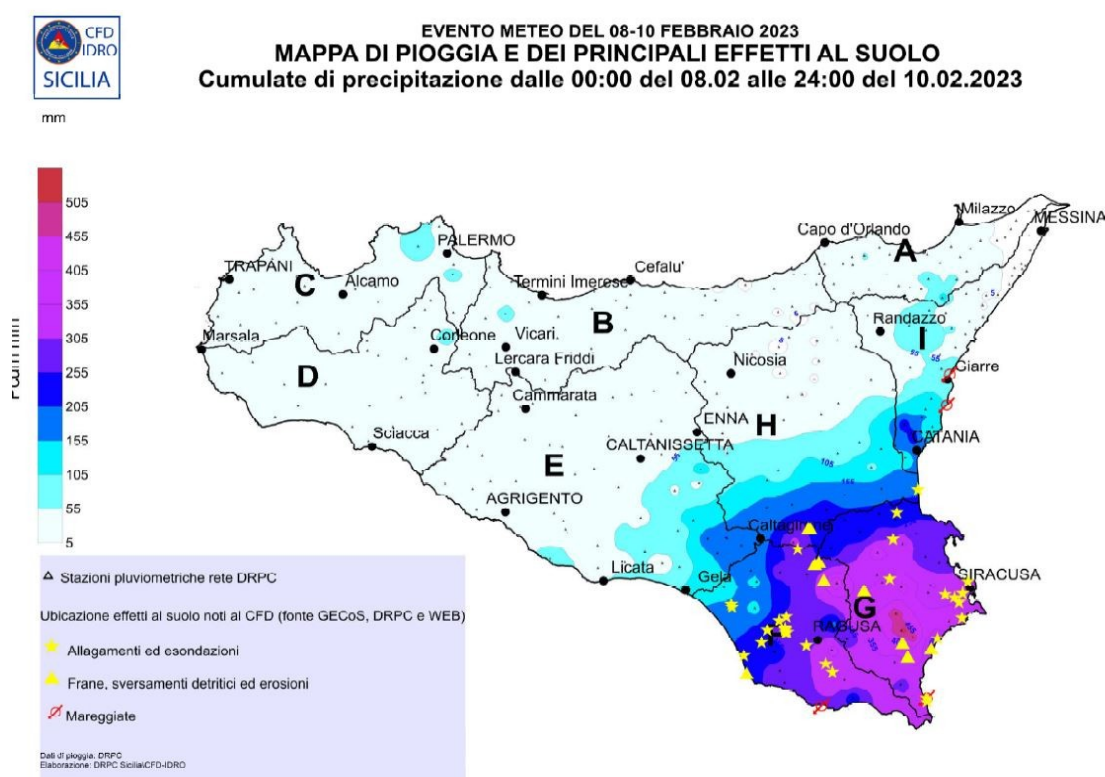 CFD
IDRO
SICILIA
EVENTO METEO DEL 08-10 FEBBRAIO 2023
MAPPA DI PIOGGIA E DEI PRINCIPALI EFFETTI AL SUOLO
Cumulate di precipitazione dalle 00:00 del 08.02 alle 24:00 del 10.02.2023
mm
505
455
405
355
305
255
205
155
105
55
5
Milazzo
MESSINA
Capo d'Orlando
A
PALERMO
TRAPANI
C
Alcamo
Cefalu'
Termini Imerese
B
Randazzo
I
Marsala
Corleone
Vicari
Lercara Friddi
D
Nicosia
Giarre
Cammarata
ENNA
H
Sciacca
CALTANISSETTA
CATANIA
E
105
AGRIGENTO
Caltagirone
Licata
Gela
SIRACUSA
G
RAGUSA
Stazioni pluviometriche rete DRPC
Ubicazione effetti al suolo noti al CFD (fonte GECoS, DRPC e WEB)
Allagamenti ed esondazioni
Frane, sversamenti detritici ed erosioni
Mareggiate
Dati di pioggia: DRPC
Elaborazione: DRPC Sicilia\CFD-IDRO